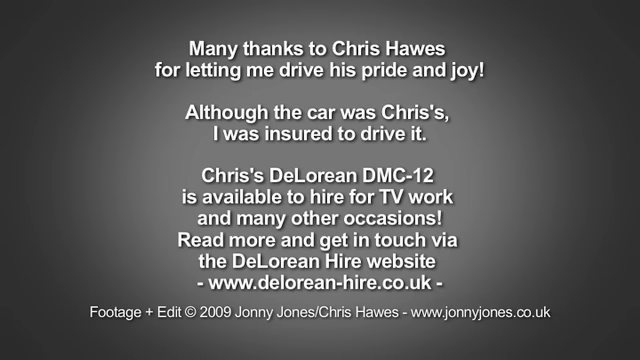 Many thanks to Chris Hawes
for letting me drive his pride and joy!
Although the car was Chris's,
I was insured to drive it.
Chris's DeLorean DMC-12
is available to hire for TV work
and many other occasions!
Read more and get in touch via
the DeLorean Hire website
- www.delorean-hire.co.uk -
Footage + Edit © 2009 Jonny Jones/Chris Hawes - www.jonnyjones.co.uk